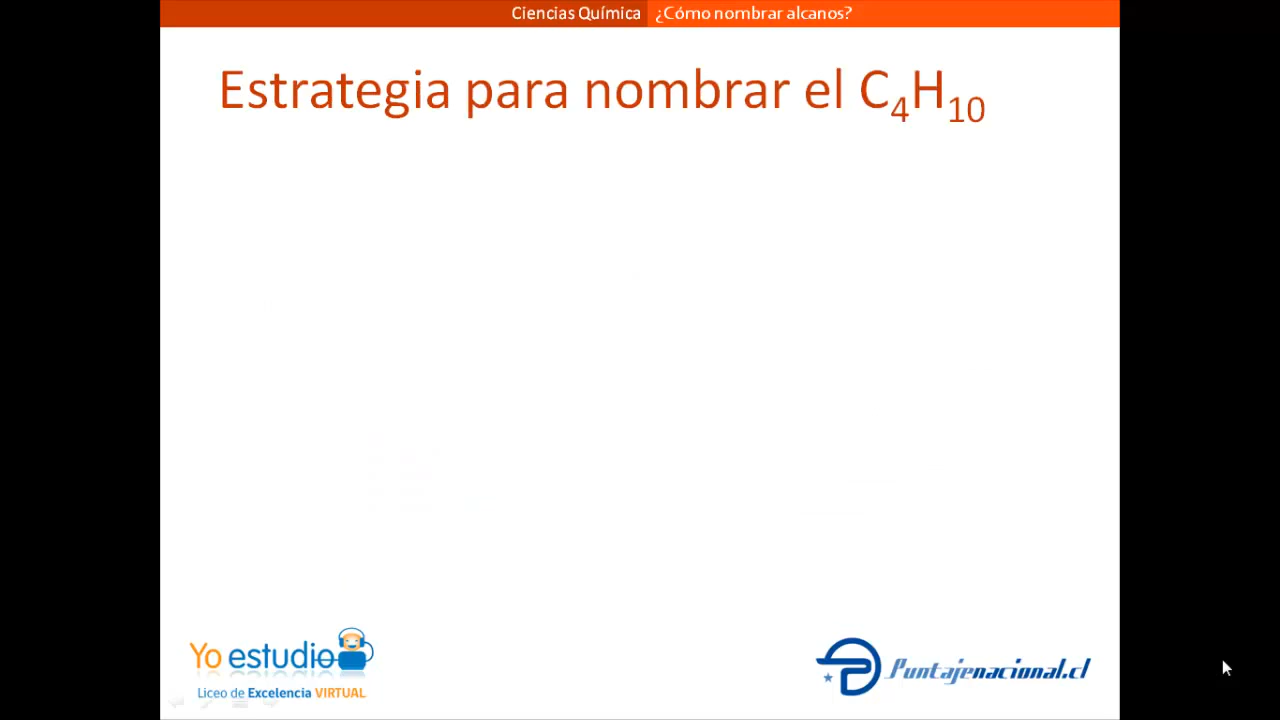 Ciencias Química ¿Cómo nombrar alcanos?
Estrategia para nombrar el C₄H₁₀
Yo estudio
Liceo de Excelencia VIRTUAL
Puntajenacional.cl